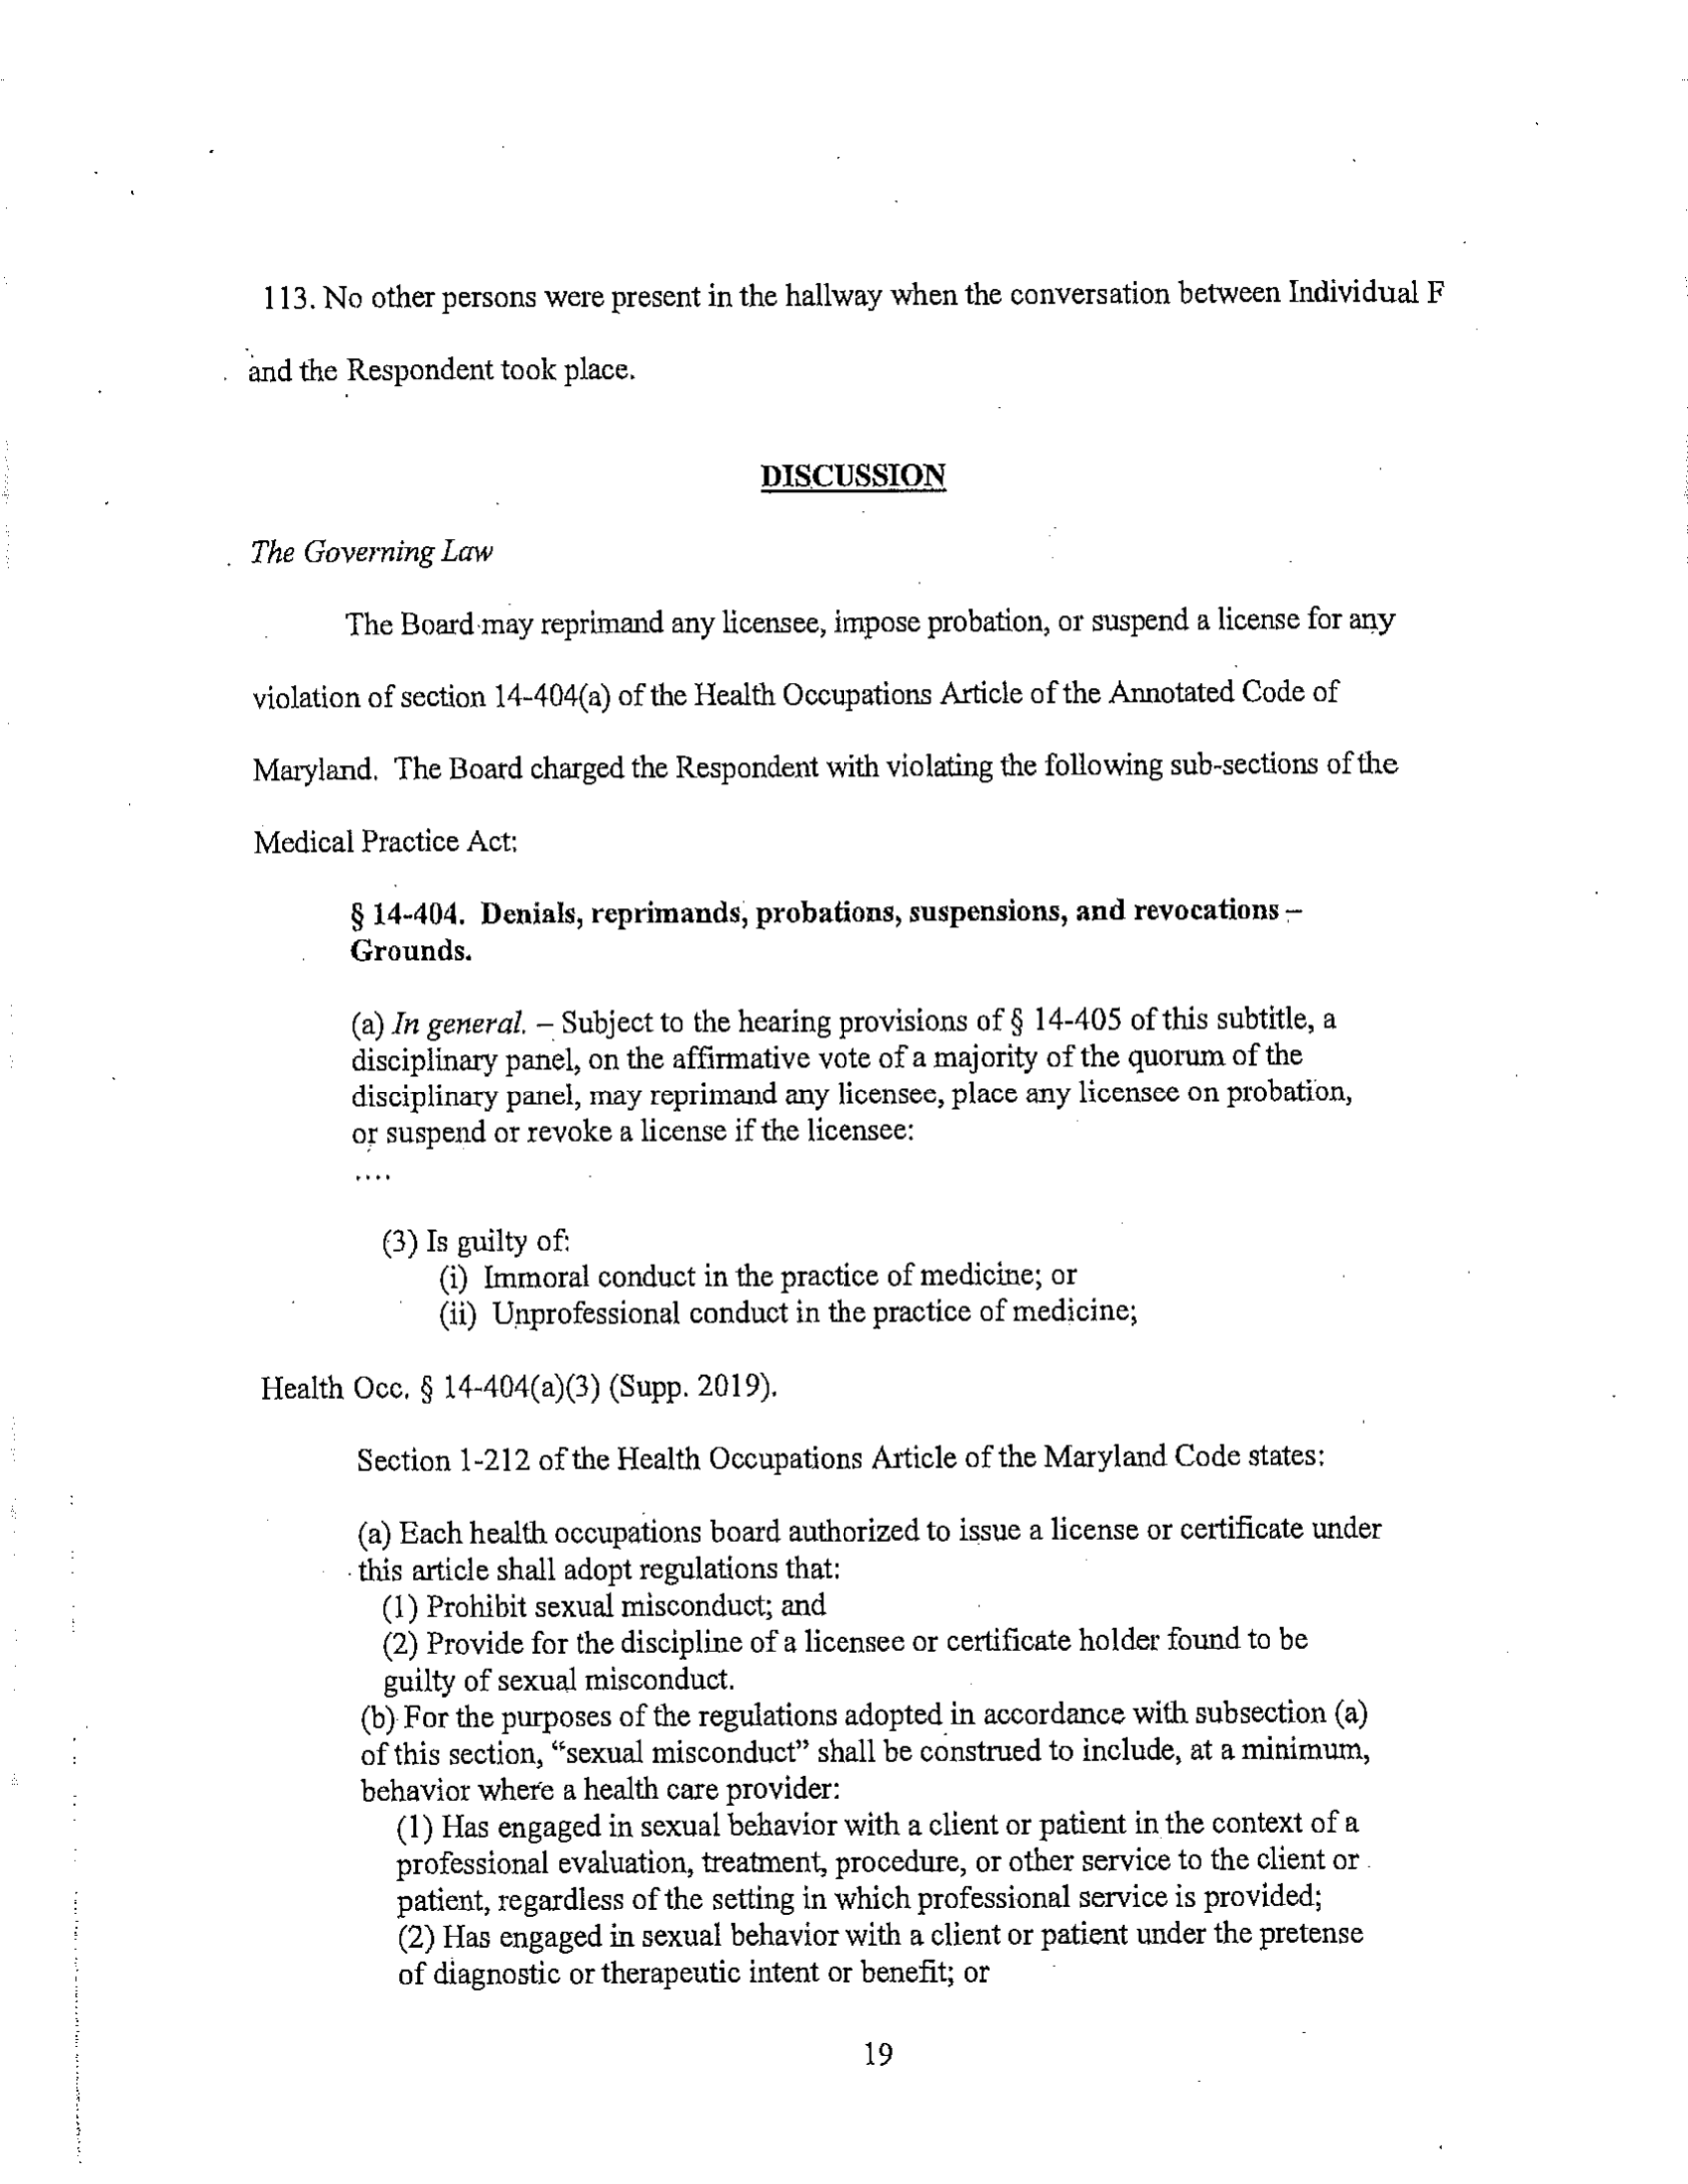 113. No other persons were present in the hallway when the conversation between Individual F
and the Respondent took place.
DISCUSSION
The Governing Law
The Board may reprimand any licensee, impose probation, or suspend a license for any
violation of section 14-404(a) of the Health Occupations Article of the Annotated Code of
Maryland. The Board charged the Respondent with violating the following sub-sections of the
Medical Practice Act:
§ 14-404. Denials, reprimands, probations, suspensions, and revocations –
Grounds.
(a) In general. – Subject to the hearing provisions of § 14-405 of this subtitle, a
disciplinary panel, on the affirmative vote of a majority of the quorum of the
disciplinary panel, may reprimand any licensee, place any licensee on probation,
or suspend or revoke a license if the licensee:
....
(3) Is guilty of:
(i) Immoral conduct in the practice of medicine; or
(ii) Unprofessional conduct in the practice of medicine;
Health Occ. § 14-404(a)(3) (Supp. 2019).
Section 1-212 of the Health Occupations Article of the Maryland Code states:
(a) Each health occupations board authorized to issue a license or certificate under
this article shall adopt regulations that:
(1) Prohibit sexual misconduct; and
(2) Provide for the discipline of a licensee or certificate holder found to be
guilty of sexual misconduct.
(b) For the purposes of the regulations adopted in accordance with subsection (a)
of this section, “sexual misconduct” shall be construed to include, at a minimum,
behavior where a health care provider:
(1) Has engaged in sexual behavior with a client or patient in the context of a
professional evaluation, treatment, procedure, or other service to the client or
patient, regardless of the setting in which professional service is provided;
(2) Has engaged in sexual behavior with a client or patient under the pretense
of diagnostic or therapeutic intent or benefit; or
19